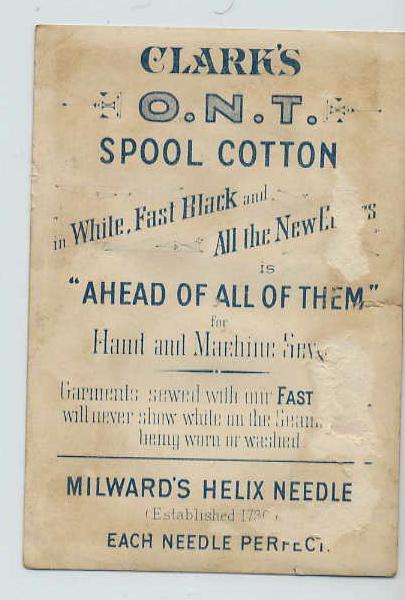 CLARK'S
O.N.T.
SPOOL COTTON
in White, Fast Black and
All the New
is
"AHEAD OF ALL OF THEM"
for
Hand and Machine
Garments sewed with our FAST
will never show white on the
being worn or washed
MILWARD'S HELIX NEEDLE
(Established
EACH NEEDLE PERFECT.